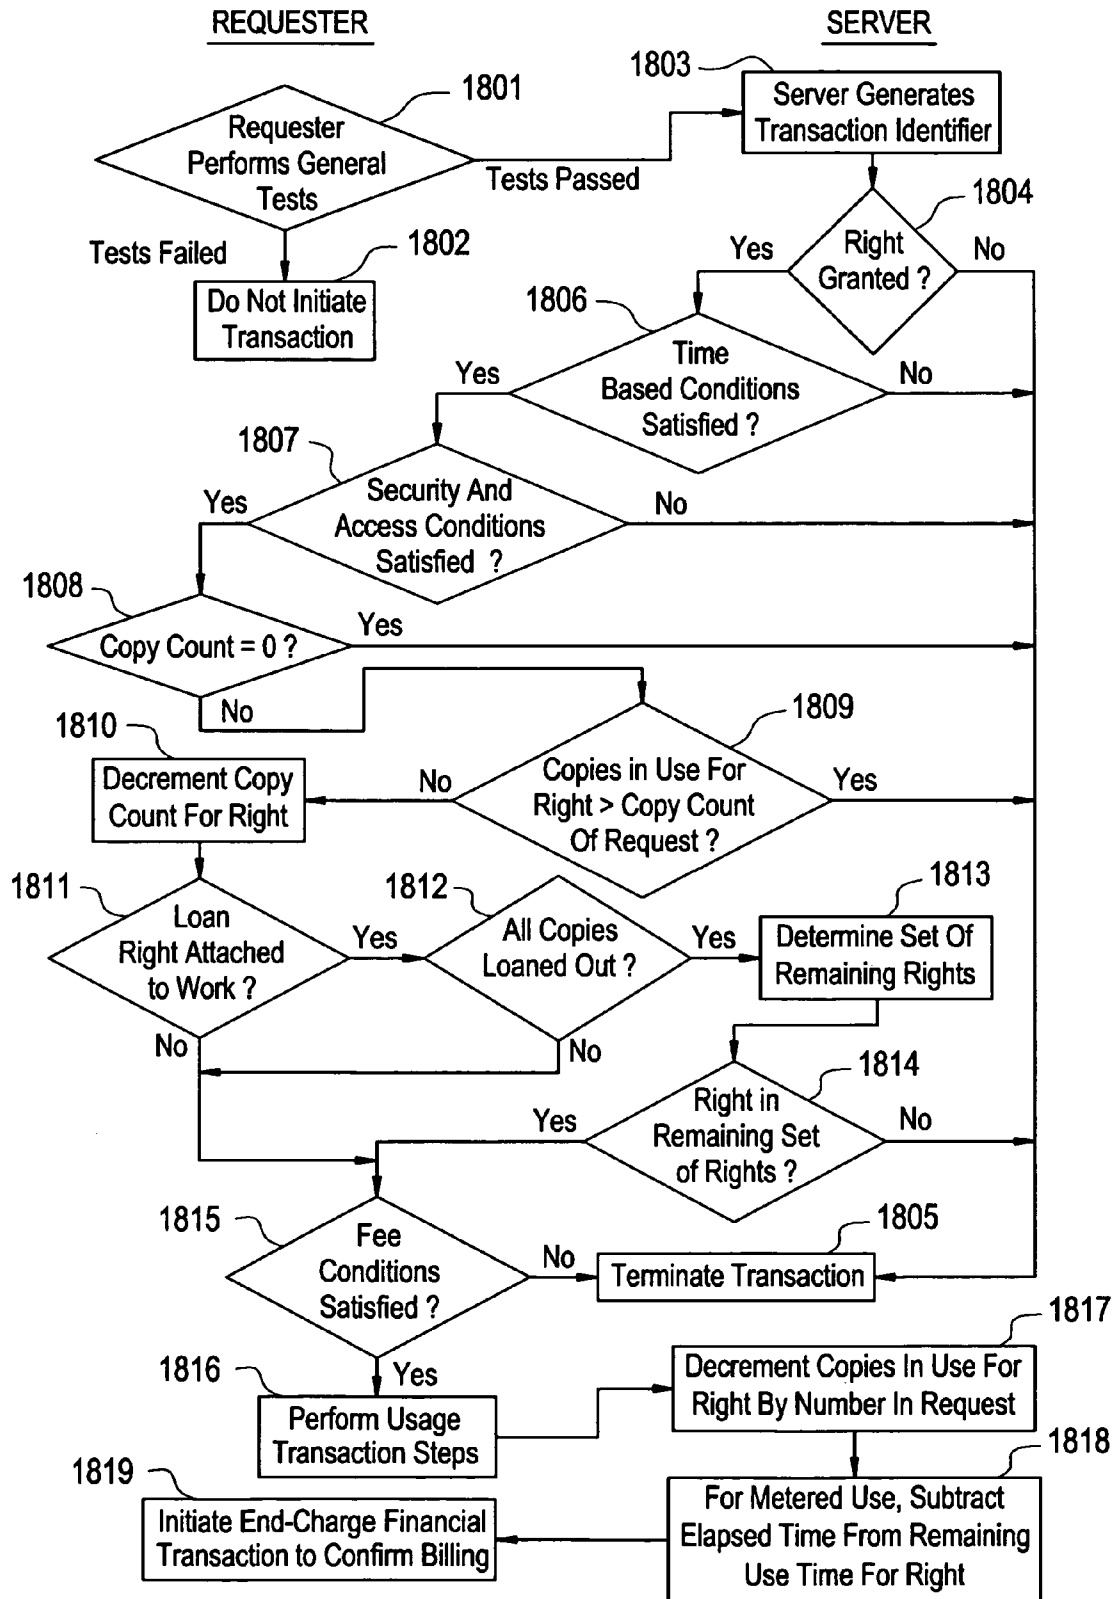 REQUESTER
SERVER
1801
1803
Requester
Performs General
Tests
Server Generates
Transaction Identifier
Tests Passed
1804
Tests Failed
1802
Do Not Initiate
Transaction
Yes
Right
Granted ?
No
1806
Time
Based Conditions
Satisfied ?
Yes
No
1807
Security And
Access Conditions
Satisfied ?
Yes
No
1808
Copy Count = 0 ?
Yes
No
1810
Decrement Copy
Count For Right
1809
Copies in Use For
Right > Copy Count
Of Request ?
No
Yes
1811
Loan
Right Attached
to Work ?
Yes
No
1812
All Copies
Loaned Out ?
Yes
No
1813
Determine Set Of
Remaining Rights
1814
Right in
Remaining Set
of Rights ?
Yes
No
1815
Fee
Conditions
Satisfied ?
No
Yes
1805
Terminate Transaction
1816
Perform Usage
Transaction Steps
1817
Decrement Copies In Use For
Right By Number In Request
1818
For Metered Use, Subtract
Elapsed Time From Remaining
Use Time For Right
1819
Initiate End-Charge Financial
Transaction to Confirm Billing